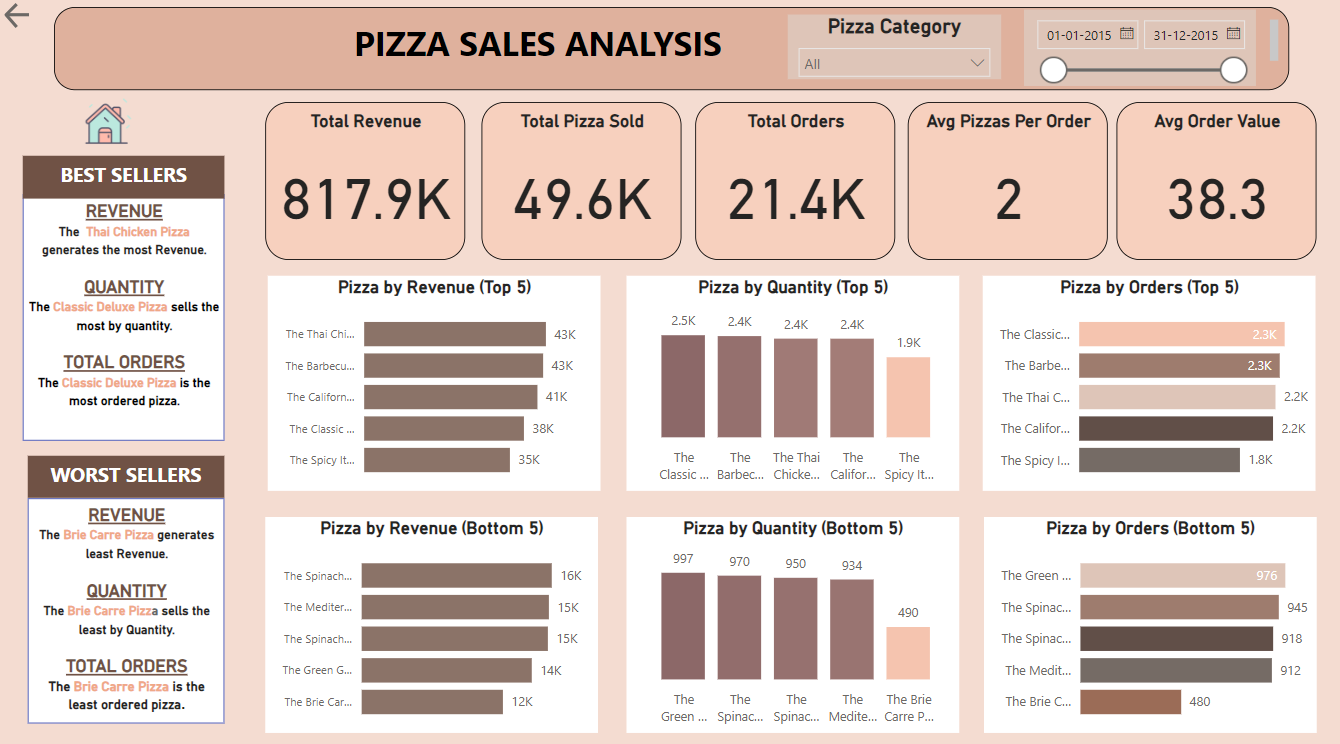 PIZZA SALES ANALYSIS
Pizza Category
All
01-01-2015
31-12-2015
BEST SELLERS
REVENUE
The Thai Chicken Pizza
generates the most Revenue.
QUANTITY
The Classic Deluxe Pizza sells the
most by quantity.
TOTAL ORDERS
The Classic Deluxe Pizza is the
most ordered pizza.
WORST SELLERS
REVENUE
The Brie Carre Pizza generates
least Revenue.
QUANTITY
The Brie Carre Pizza sells the
least by Quantity.
TOTAL ORDERS
The Brie Carre Pizza is the
least ordered pizza.
Total Revenue
817.9K
Total Pizza Sold
49.6K
Total Orders
21.4K
Avg Pizzas Per Order
2
Avg Order Value
38.3
Pizza by Revenue (Top 5)
The Thai Chi... 43K
The Barbecu... 43K
The Californ... 41K
The Classic ... 38K
The Spicy It... 35K
Pizza by Quantity (Top 5)
2.5K 2.4K 2.4K 2.4K 1.9K
The The The Thai The The
Classic ... Barbec... Chicke... Califor... Spicy It...
Pizza by Orders (Top 5)
The Classic... 2.3K
The Barbe... 2.3K
The Thai C... 2.2K
The Califor... 2.2K
The Spicy I... 1.8K
Pizza by Revenue (Bottom 5)
The Spinach... 16K
The Mediter... 15K
The Spinach... 15K
The Green G... 14K
The Brie Car... 12K
Pizza by Quantity (Bottom 5)
997 970 950 934 490
The The The The The Brie
Green ... Spinac... Spinac... Medite... Carre P...
Pizza by Orders (Bottom 5)
The Green ... 976
The Spinac... 945
The Spinac... 918
The Medit... 912
The Brie C... 480